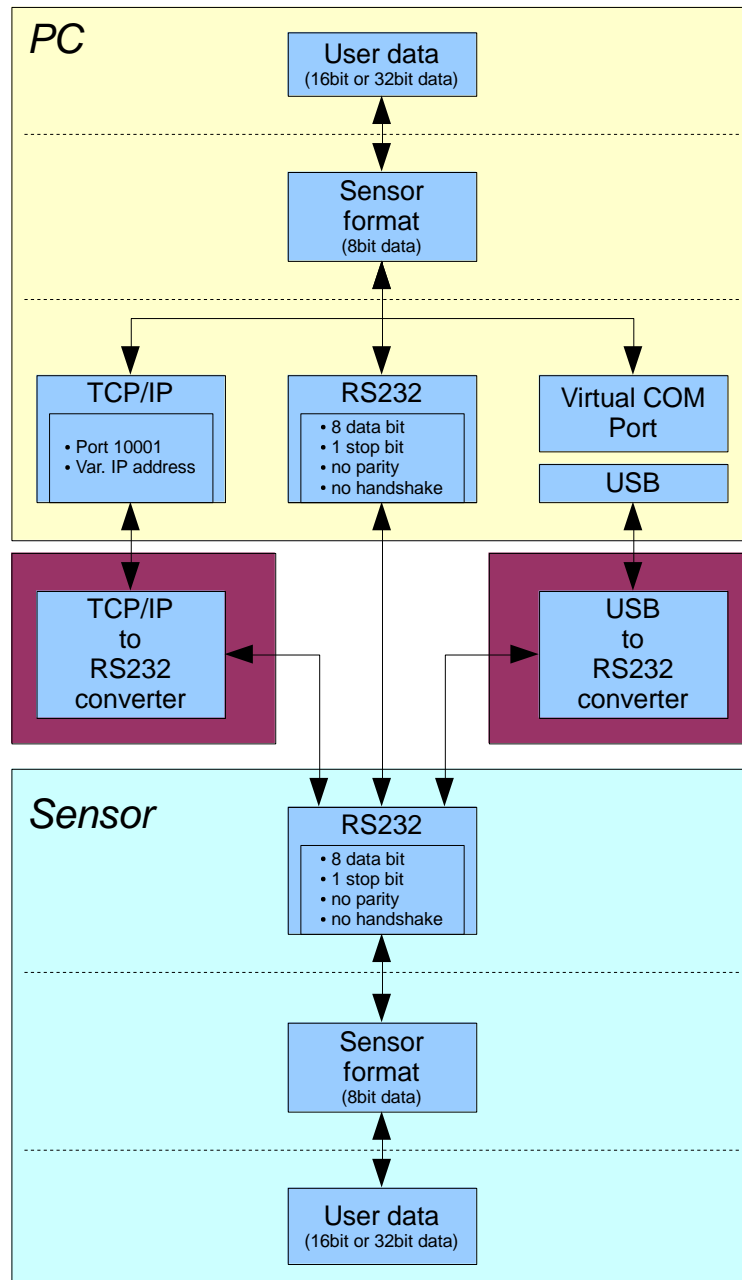 PC
User data
(16bit or 32bit data)
Sensor
format
(8bit data)
TCP/IP
• Port 10001
• Var. IP address
RS232
• 8 data bit
• 1 stop bit
• no parity
• no handshake
Virtual COM
Port
USB
TCP/IP
to
RS232
converter
USB
to
RS232
converter
Sensor
RS232
• 8 data bit
• 1 stop bit
• no parity
• no handshake
Sensor
format
(8bit data)
User data
(16bit or 32bit data)